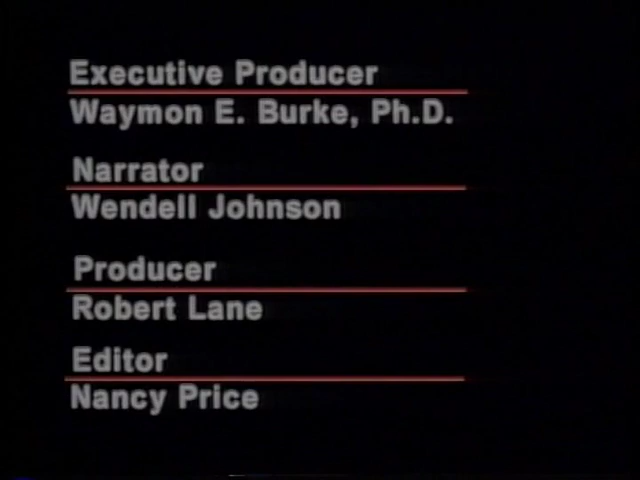 Executive Producer
Waymon E. Burke, Ph.D.
Narrator
Wendell Johnson
Producer
Robert Lane
Editor
Nancy Price